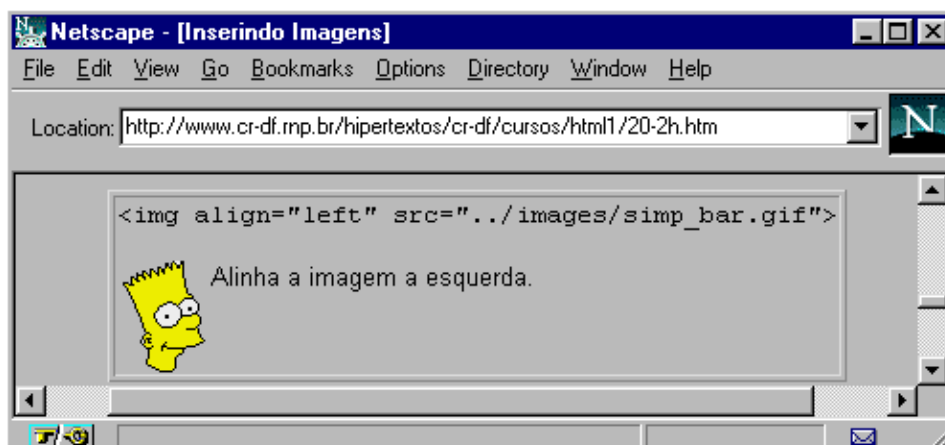 Netscape - [Inserindo Imagens]
File Edit View Go Bookmarks Options Directory Window Help
Location: http://www.cr-df.rnp.br/hipertextos/cr-df/cursos/html1/20-2h.htm
N
<img align="left" src="../images/simp_bar.gif">
Alinha a imagem a esquerda.